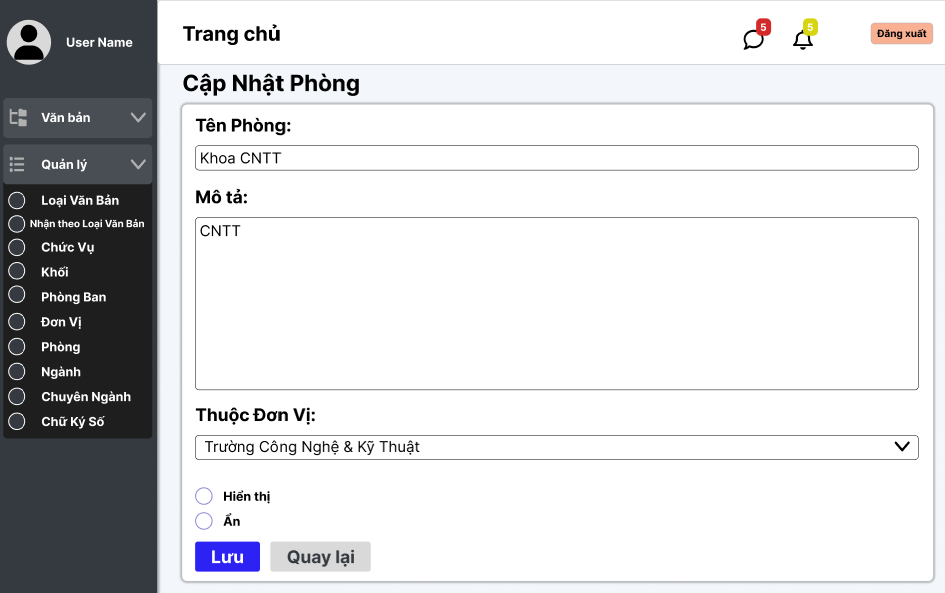 User Name
Văn bản
Quản lý
Loại Văn Bản
Nhận theo Loại Văn Bản
Chức Vụ
Khối
Phòng Ban
Đơn Vị
Phòng
Ngành
Chuyên Ngành
Chữ Ký Số
Trang chủ
5
5
Đăng xuất
Cập Nhật Phòng
Tên Phòng:
Khoa CNTT
Mô tả:
CNTT
Thuộc Đơn Vị:
Trường Công Nghệ & Kỹ Thuật
Hiển thị
Ẩn
Lưu
Quay lại